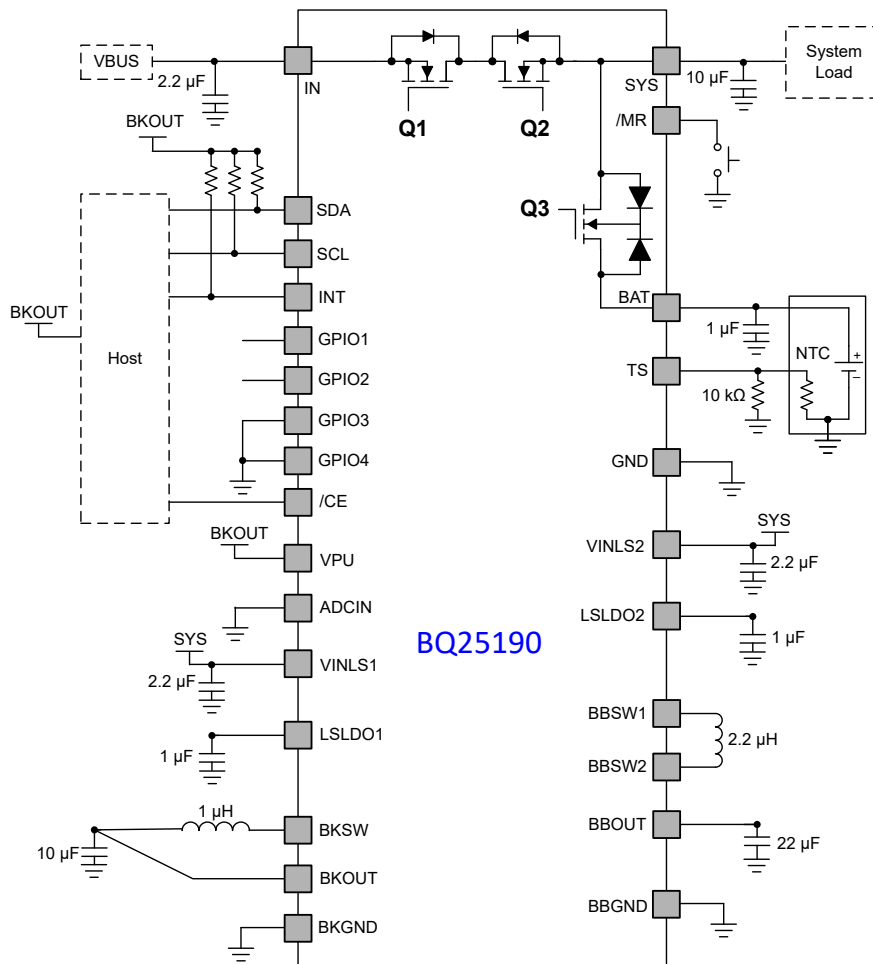 VBUS
2.2 µF
IN
Q1
Q2
SYS
10 µF
System
Load
/MR
BKOUT
Q3
SDA
SCL
INT
BKOUT
Host
GPIO1
GPIO2
GPIO3
GPIO4
/CE
BKOUT
VPU
ADCIN
SYS
VINLS1
2.2 µF
LSLDO1
1 µF
1 µH
BKSW
10 µF
BKOUT
BKGND
BQ25190
BAT
1 µF
NTC
+
–
TS
10 kΩ
GND
SYS
VINLS2
2.2 µF
LSLDO2
1 µF
BBSW1
2.2 µH
BBSW2
BBOUT
22 µF
BBGND